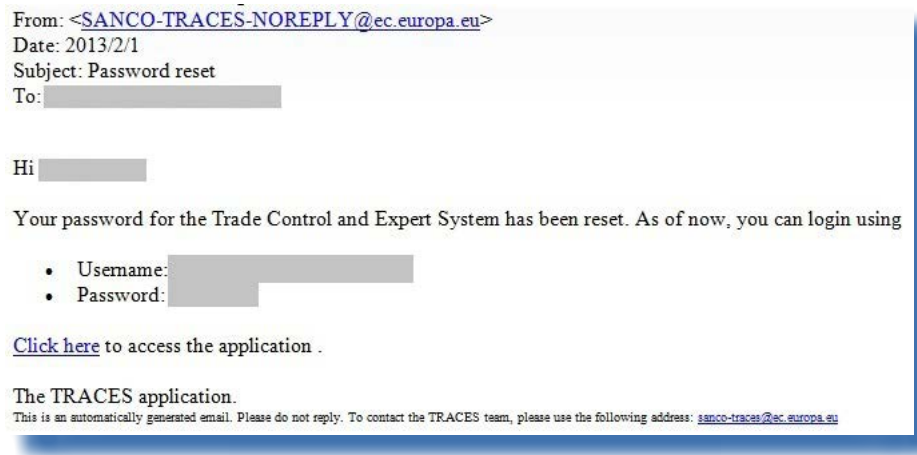 From: <SANCO-TRACES-NOREPLY@ec.europa.eu>
Date: 2013/2/1
Subject: Password reset
To:
Hi
Your password for the Trade Control and Expert System has been reset. As of now, you can login using
• Username:
• Password:
Click here to access the application .
The TRACES application.
This is an automatically generated email. Please do not reply. To contact the TRACES team, please use the following address: sanco-traces@ec.europa.eu